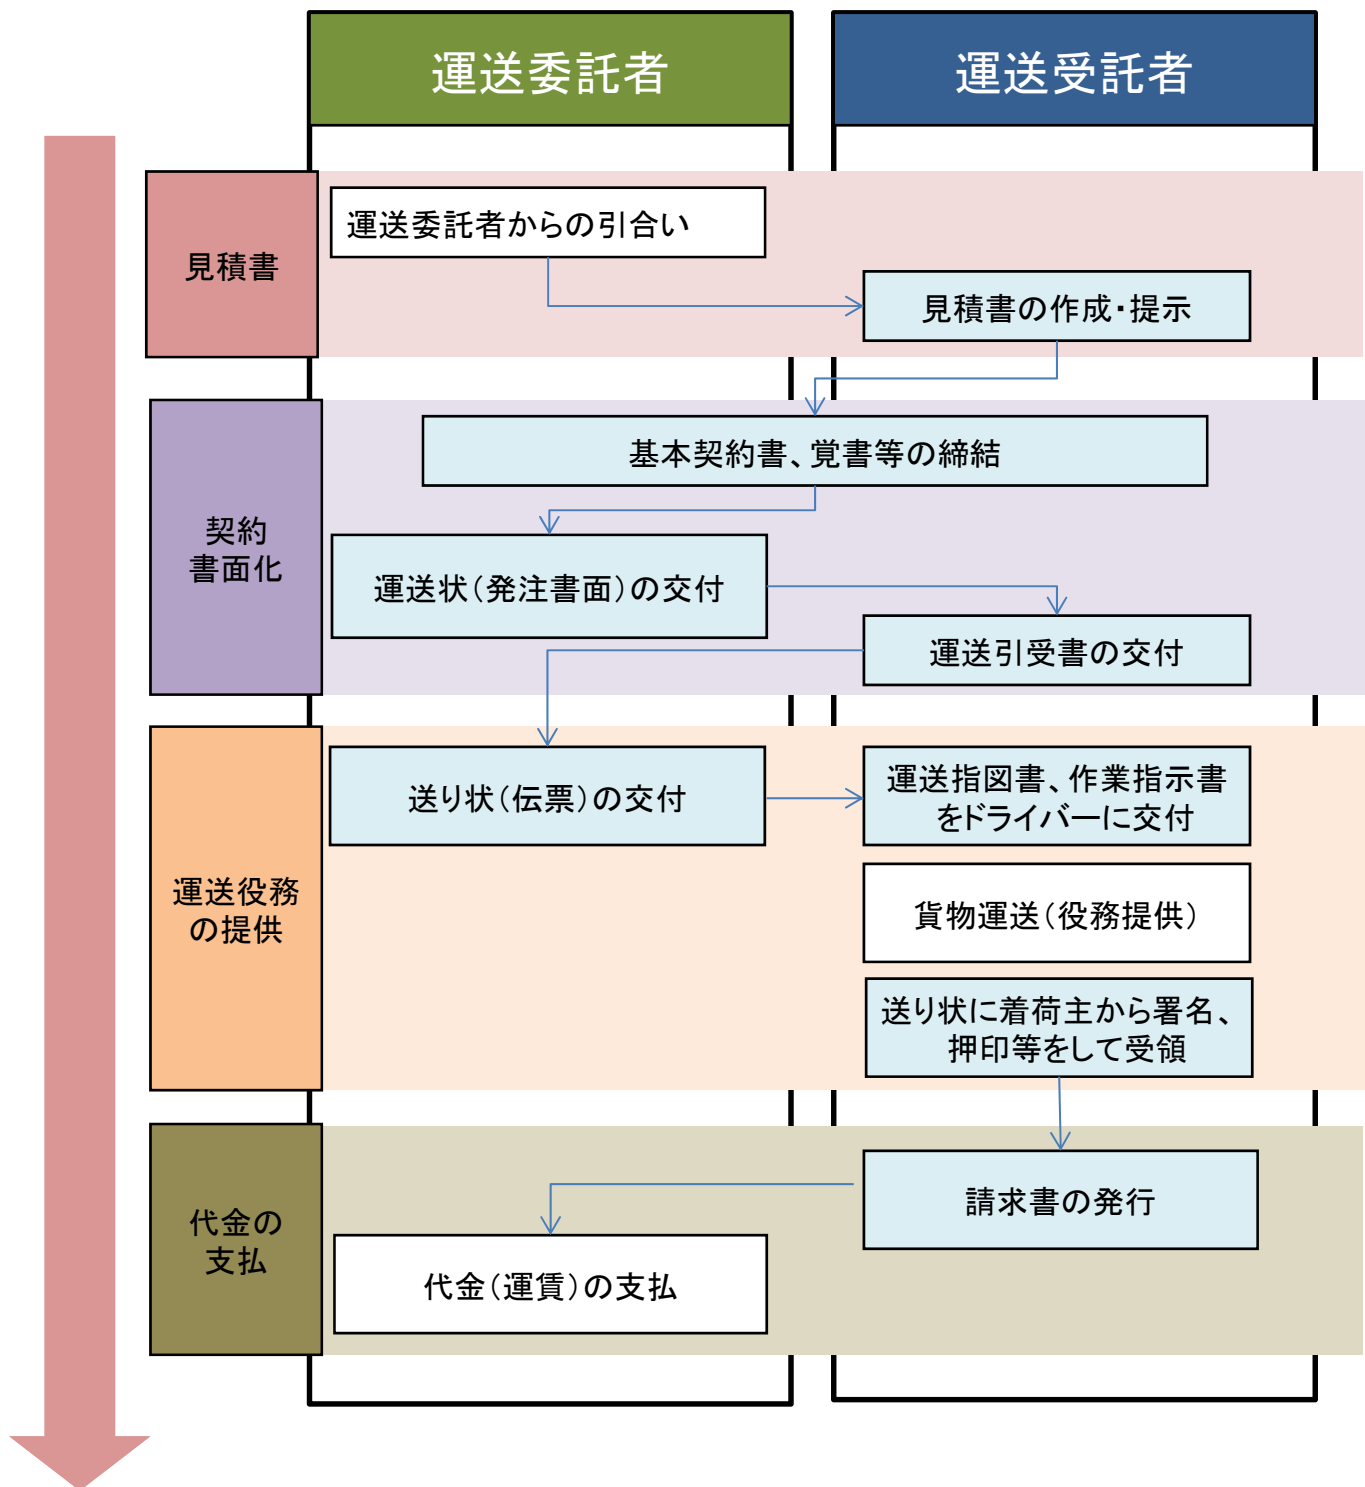 運送委託者
運送受託者
見積書
運送委託者からの引合い
見積書の作成・提示
契約
書面化
基本契約書、覚書等の締結
運送状（発注書面）の交付
運送引受書の交付
運送役務
の提供
送り状（伝票）の交付
運送指図書、作業指示書
をドライバーに交付
貨物運送（役務提供）
送り状に着荷主から署名、
押印等をして受領
代金の
支払
請求書の発行
代金（運賃）の支払